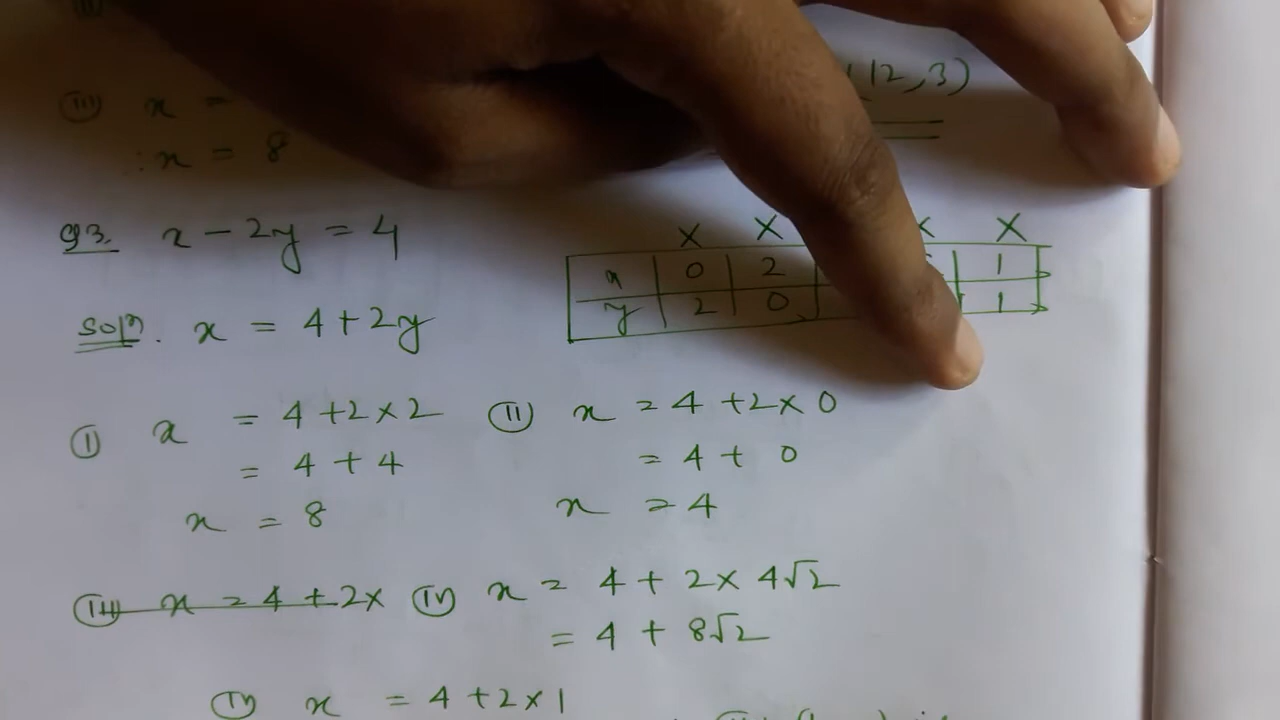 (12,3)
(iii) x =
∴ x = 8
Q3. x - 2y = 4
x x x x
x 0 2 1
y 2 0 1
Soln. x = 4+2y
(i) x = 4+2×2
= 4+4
x = 8
(ii) x = 4+2×0
= 4+ 0
x = 4
(iii) x = 4+2×
(iv) x = 4+ 2× 4√2
= 4 + 8√2
(iv) x = 4+2×1